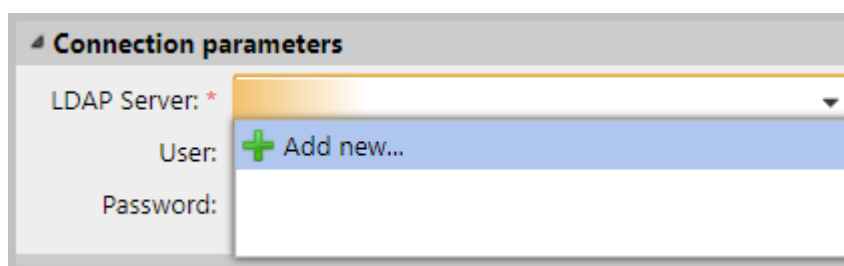 Connection parameters
LDAP Server: *
User:
Add new...
Password: